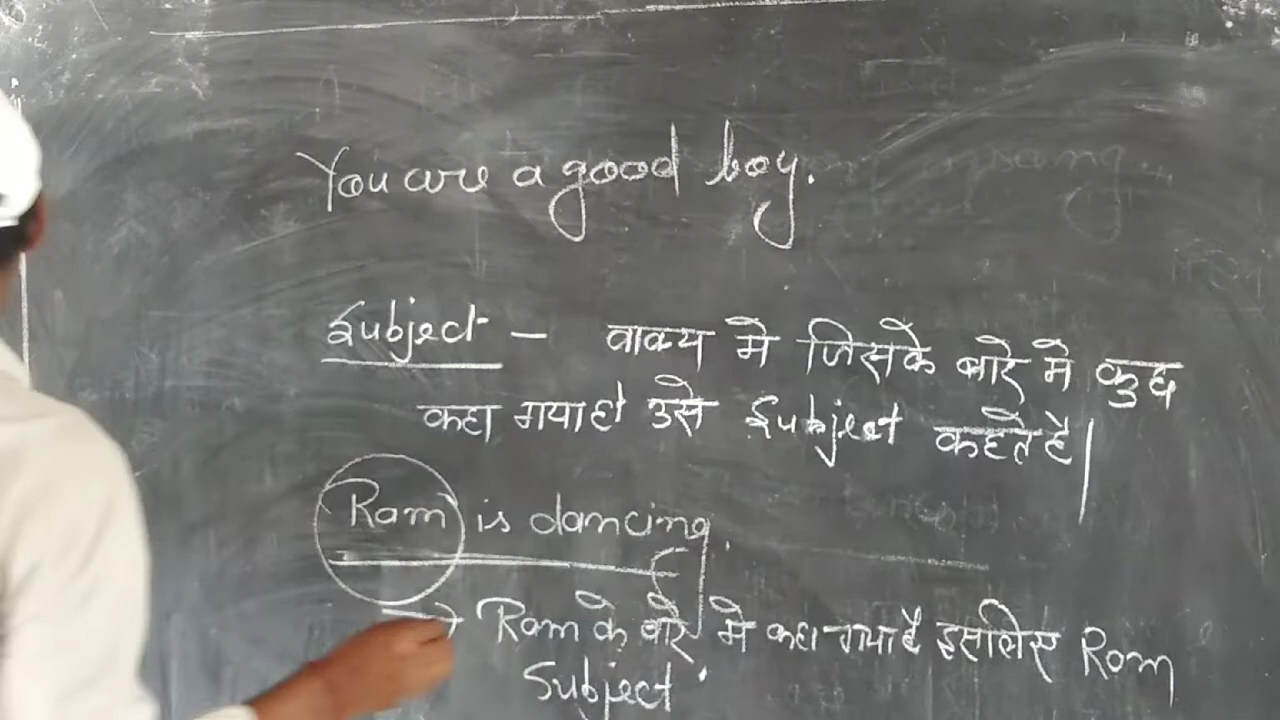 You are a good boy.
Subject - वाक्य मे जिसके बारे मे कुछ
कहा गया हो उसे Subject कहते है|
Ram is dancing.
→ Ram के बारे मे कहा गया है इसलिए Ram
Subject